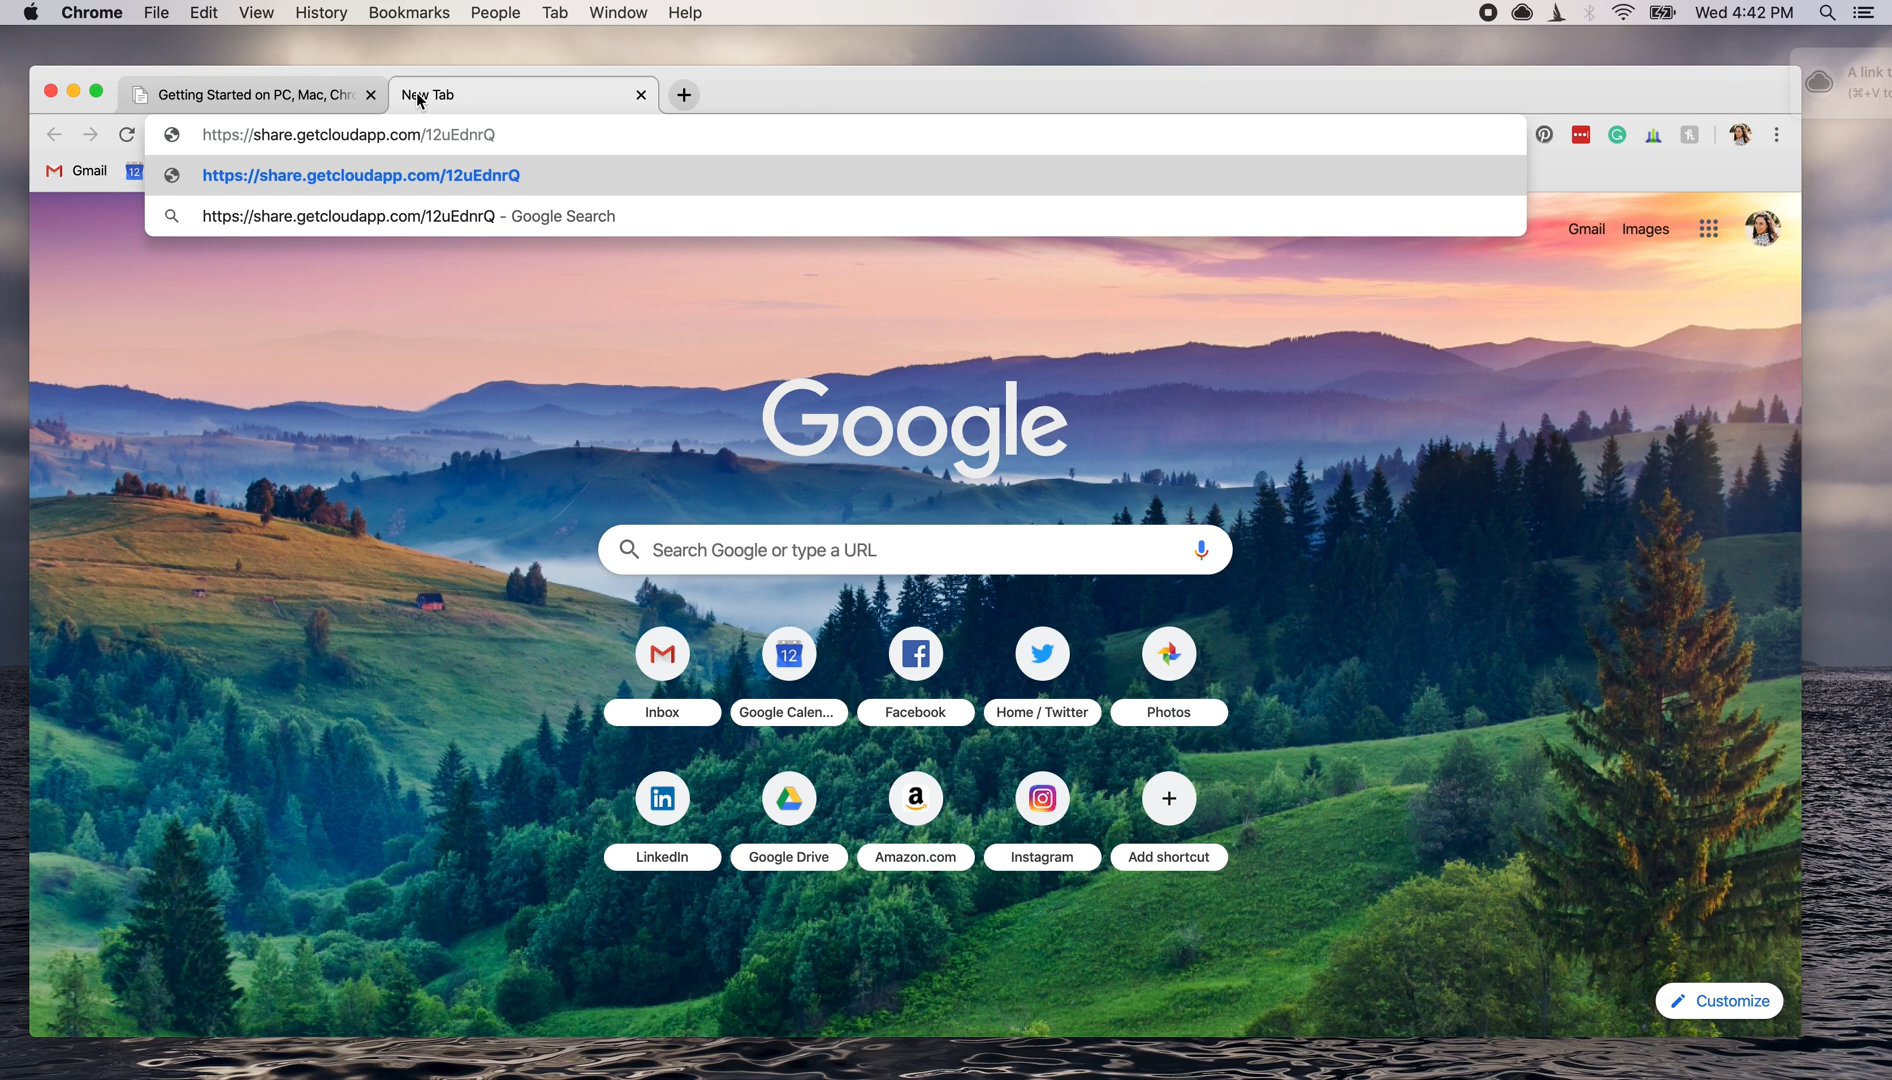 Chrome File Edit View History Bookmarks People Tab Window Help Wed 4:42 PM
A link t
(⌘+V to
Getting Started on PC, Mac, Chro New Tab
https://share.getcloudapp.com/12uEdnrQ
Gmail 12
https://share.getcloudapp.com/12uEdnrQ
https://share.getcloudapp.com/12uEdnrQ - Google Search
Gmail Images
Google
Search Google or type a URL
12
Inbox Google Calen... Facebook Home / Twitter Photos
LinkedIn Google Drive Amazon.com Instagram Add shortcut
Customize